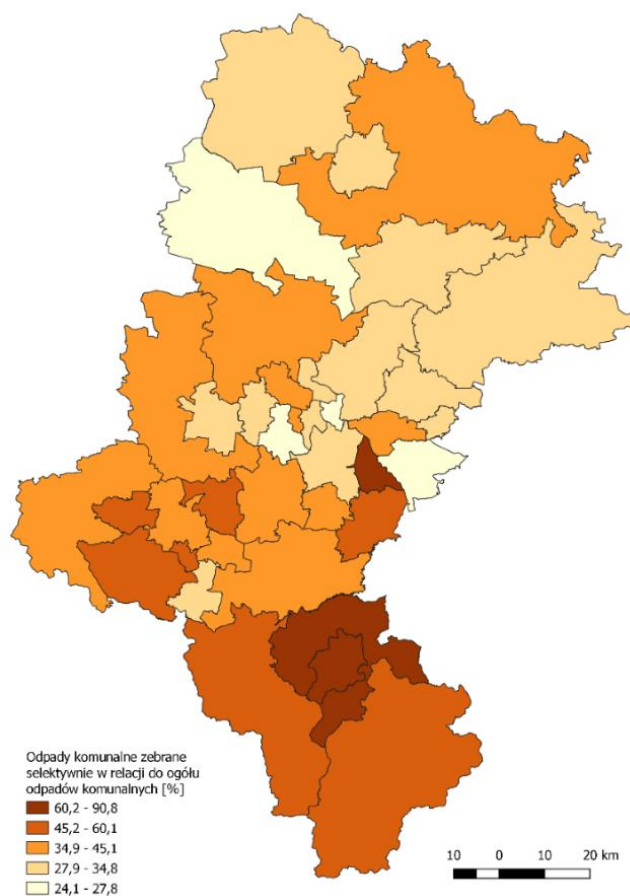 Odpady komunalne zebrane
selektywnie w relacji do ogółu
odpadów komunalnych [%]
60,2 - 90,8
45,2 - 60,1
34,9 - 45,1
27,9 - 34,8
24,1 - 27,8
10 0 10 20 km